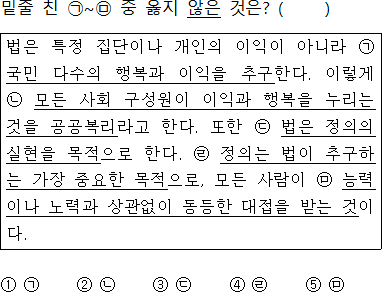 밑줄 친 ㉠~㉤ 중 옳지 않은 것은? (        )
법은 특정 집단이나 개인의 이익이 아니라 ㉠
국민 다수의 행복과 이익을 추구한다. 이렇게
㉡ 모든 사회 구성원이 이익과 행복을 누리는
것을 공공복리라고 한다. 또한 ㉢ 법은 정의의
실현을 목적으로 한다. ㉣ 정의는 법이 추구하
는 가장 중요한 목적으로, 모든 사람이 ㉤ 능력
이나 노력과 상관없이 동등한 대접을 받는 것이
다.
① ㉠ ② ㉡ ③ ㉢ ④ ㉣ ⑤ ㉤